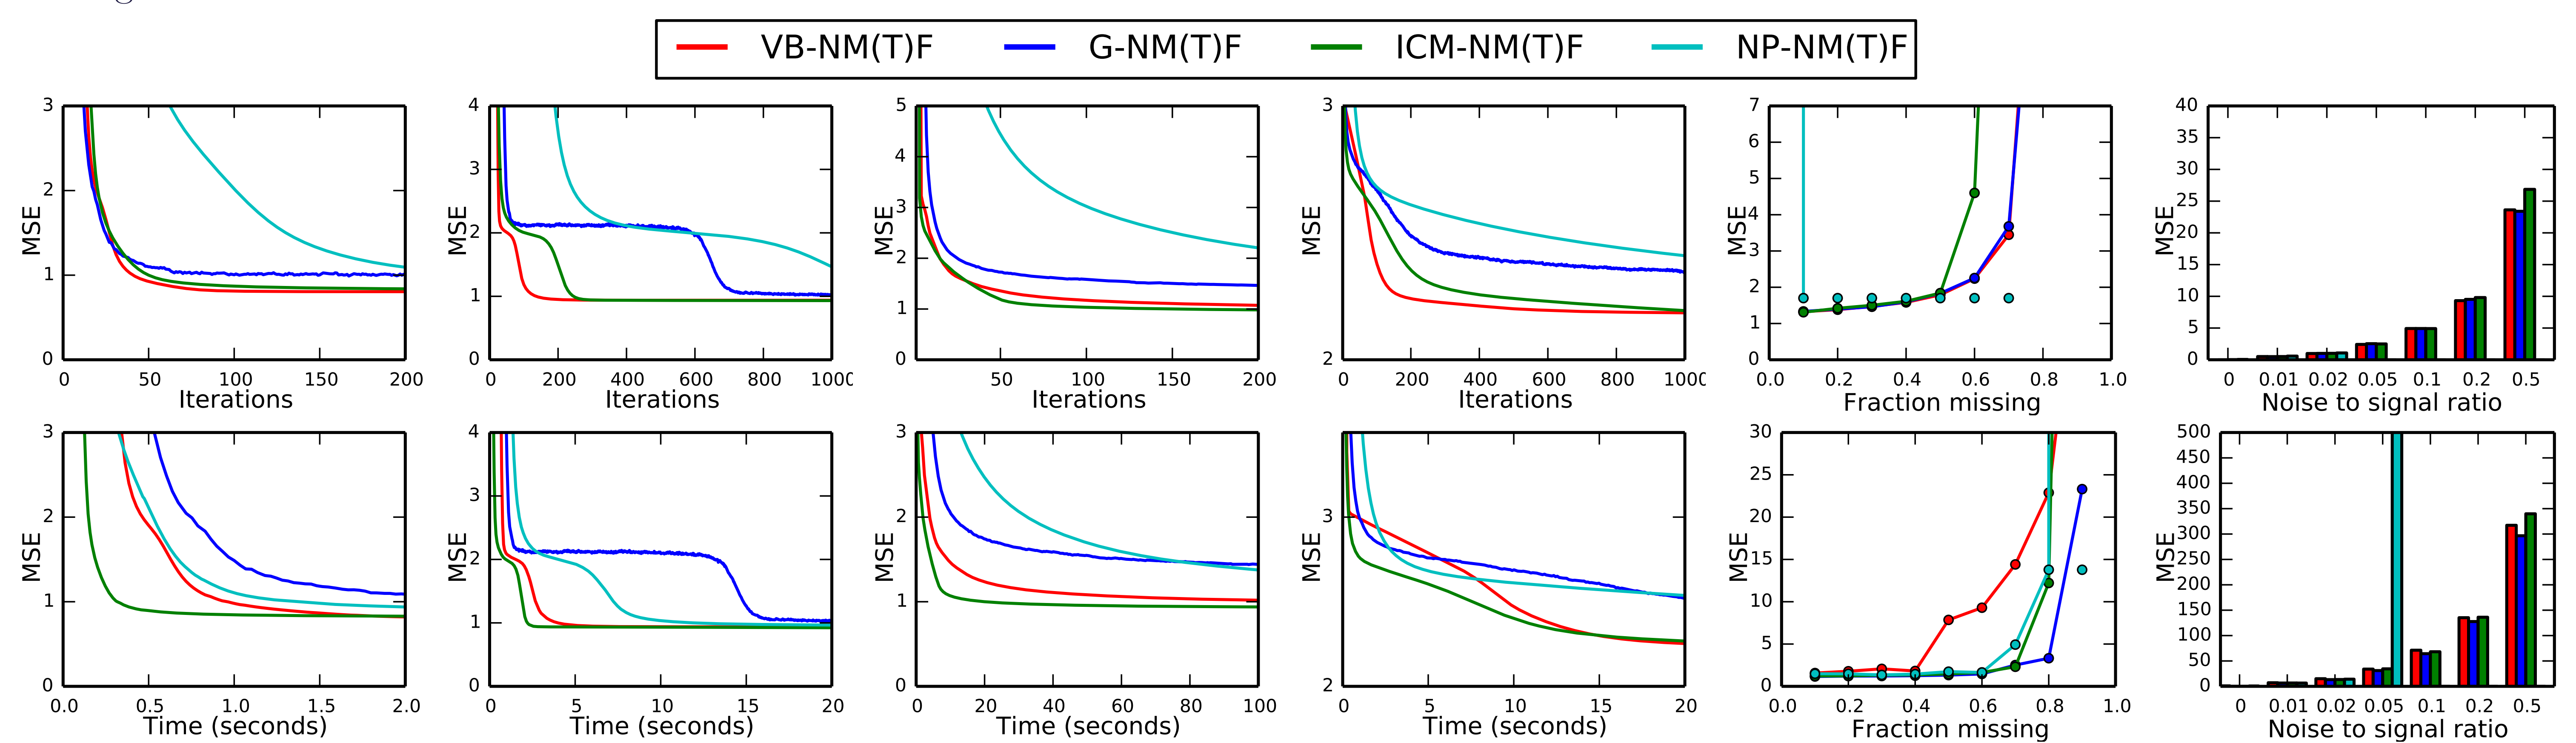 VB-NM(T)F G-NM(T)F ICM-NM(T)F NP-NM(T)F
3 2 1 0
MSE
0 50 100 150 200
Iterations
4 3 2 1 0
MSE
0 200 400 600 800 1000
Iterations
5 4 3 2 1 0
MSE
50 100 150 200
Iterations
3 2
MSE
0 200 400 600 800 1000
Iterations
7 6 5 4 3 2 1 0
MSE
0.0 0.2 0.4 0.6 0.8 1.0
Fraction missing
40 35 30 25 20 15 10 5 0
MSE
0 0.01 0.02 0.05 0.1 0.2 0.5
Noise to signal ratio
3 2 1 0
MSE
0.0 0.5 1.0 1.5 2.0
Time (seconds)
4 3 2 1 0
MSE
0 5 10 15 20
Time (seconds)
3 2 1 0
MSE
0 20 40 60 80 100
Time (seconds)
3 2
MSE
0 5 10 15 20
Time (seconds)
30 25 20 15 10 5 0
MSE
0.0 0.2 0.4 0.6 0.8 1.0
Fraction missing
500 450 400 350 300 250 200 150 100 50 0
MSE
0 0.01 0.02 0.05 0.1 0.2 0.5
Noise to signal ratio